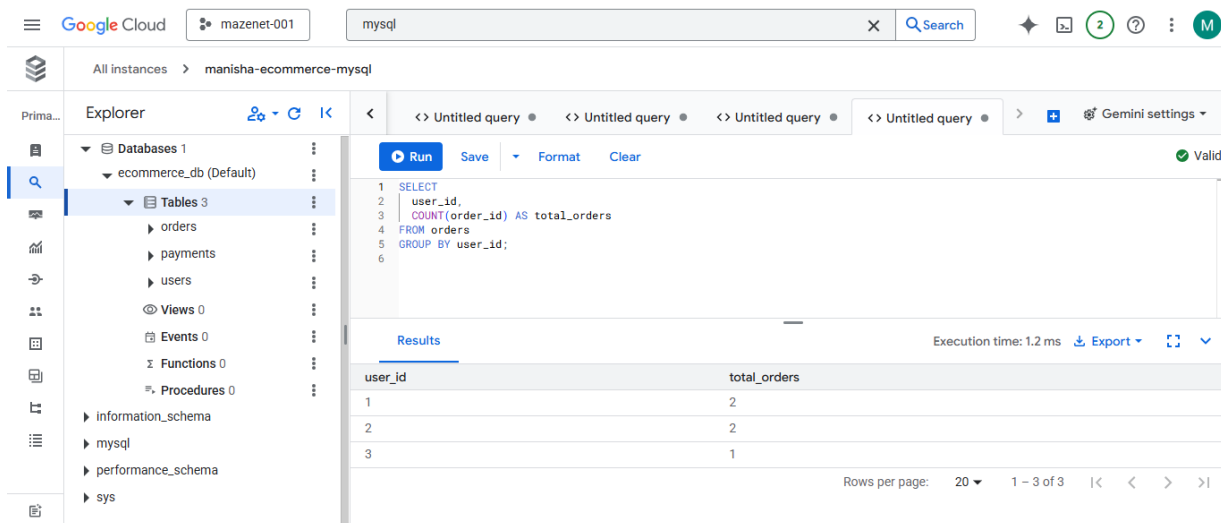 Google Cloud
mazenet-001
mysql
Search
2
M
All instances > manisha-ecommerce-mysql
Prima...
Explorer
<> Untitled query
<> Untitled query
<> Untitled query
<> Untitled query
Gemini settings
Databases 1
ecommerce_db (Default)
Tables 3
orders
payments
users
Views 0
Events 0
Functions 0
Procedures 0
information_schema
mysql
performance_schema
sys
Run
Save
Format
Clear
Valid
1 SELECT
2 user_id,
3 COUNT(order_id) AS total_orders
4 FROM orders
5 GROUP BY user_id;
6
Results
Execution time: 1.2 ms
Export
user_id total_orders
1 2
2 2
3 1
Rows per page: 20 1 – 3 of 3